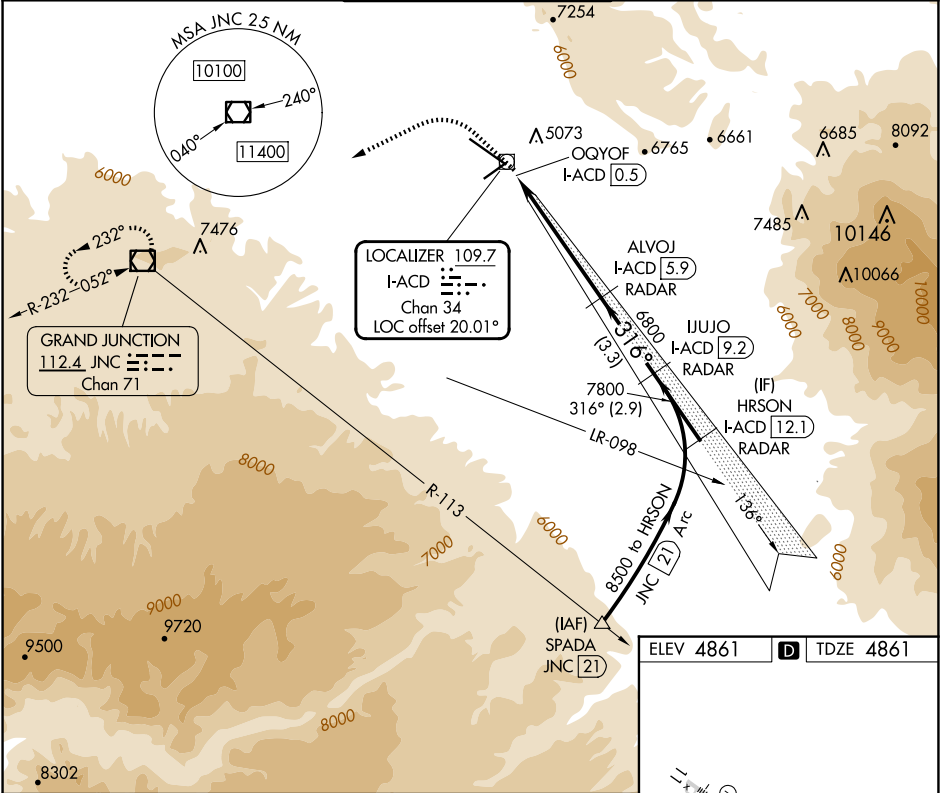 7254
MSA JNC 25 NM
10100
240°
040°
11400
6000
5073
6765
6661
6685
8092
OQYOF
I-ACD 0.5
6000
7476
232°
R-232
052°
7485
10146
10066
10000
9000
8000
7000
6000
LOCALIZER 109.7
I-ACD
Chan 34
LOC offset 20.01°
ALVOJ
I-ACD 5.9
RADAR
GRAND JUNCTION
112.4 JNC
Chan 71
6800
316°
(3.3)
IJUJO
I-ACD 9.2
RADAR
7800
316° (2.9)
(IF)
HRSON
I-ACD 12.1
RADAR
LR-098
136°
R-113
8000
7000
6000
6000
8500 to HRSON
JNC 21 Arc
9000
9720
9500
(IAF)
SPADA
JNC 21
8000
8302
ELEV 4861 D TDZE 4861
11